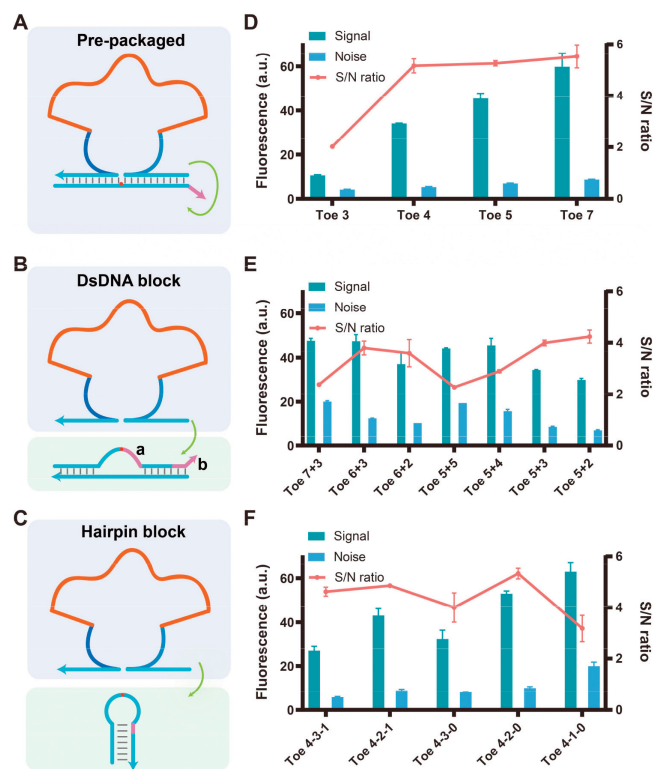 A
Pre-packaged
B
DsDNA block
a
b
C
Hairpin block
D
Signal
Noise
S/N ratio
Fluorescence (a.u.)
60
40
20
0
6
4
2
0
S/N ratio
Toe 3
Toe 4
Toe 5
Toe 7
E
Signal
Noise
S/N ratio
Fluorescence (a.u.)
60
40
20
0
6
5
4
3
2
1
0
S/N ratio
Toe 7+3
Toe 6+3
Toe 6+2
Toe 5+5
Toe 5+4
Toe 5+3
Toe 5+2
F
Signal
Noise
S/N ratio
Fluorescence (a.u.)
60
40
20
0
6
4
2
0
S/N ratio
Toe 4-3-1
Toe 4-2-1
Toe 4-3-0
Toe 4-2-0
Toe 4-1-0